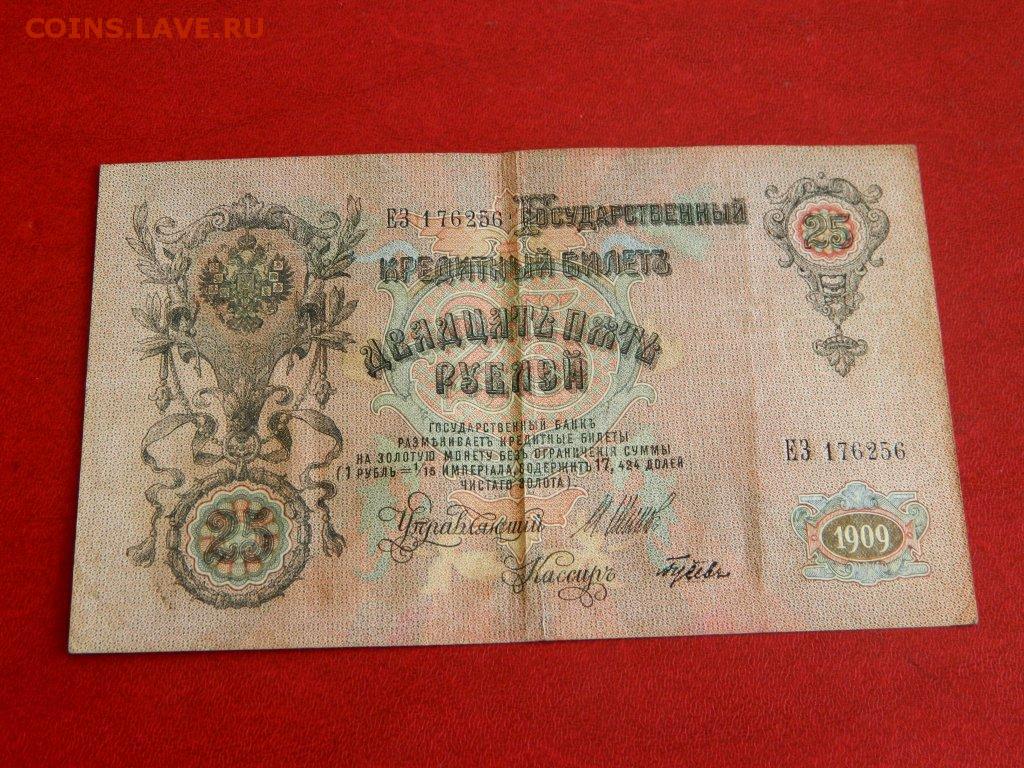 COINS.LAVE.RU
ЕЗ 176256 ГОСУДАРСТВЕННЫЙ
КРЕДИТНЫЙ БИЛЕТЪ
ДВАДЦАТЬ ПЯТЬ
РУБЛЕЙ
25
ГОСУДАРСТВЕННЫЙ БАНКЪ
РАЗМѢНИВАЕТЪ КРЕДИТНЫЕ БИЛЕТЫ
НА ЗОЛОТУЮ МОНЕТУ БЕЗЪ ОГРАНИЧЕНІЯ СУММЫ
(1 РУБЛЬ = 1/15 ИМПЕРІАЛА, СОДЕРЖИТЪ 17,424 ДОЛЕЙ
ЧИСТАГО ЗОЛОТА).
Управляющій
Кассиръ
25
25
ЕЗ 176256
1909